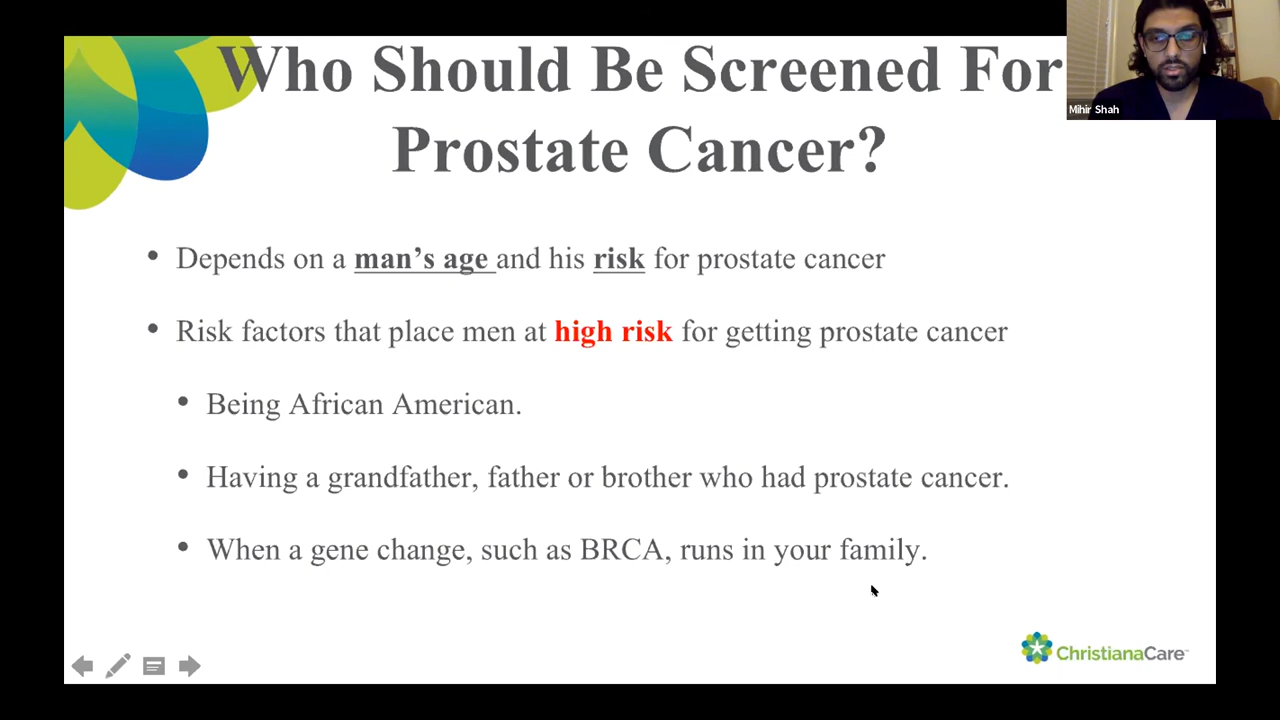 Who Should Be Screened For
Prostate Cancer?
Mihir Shah
• Depends on a man's age and his risk for prostate cancer
• Risk factors that place men at high risk for getting prostate cancer
• Being African American.
• Having a grandfather, father or brother who had prostate cancer.
• When a gene change, such as BRCA, runs in your family.
ChristianaCare™